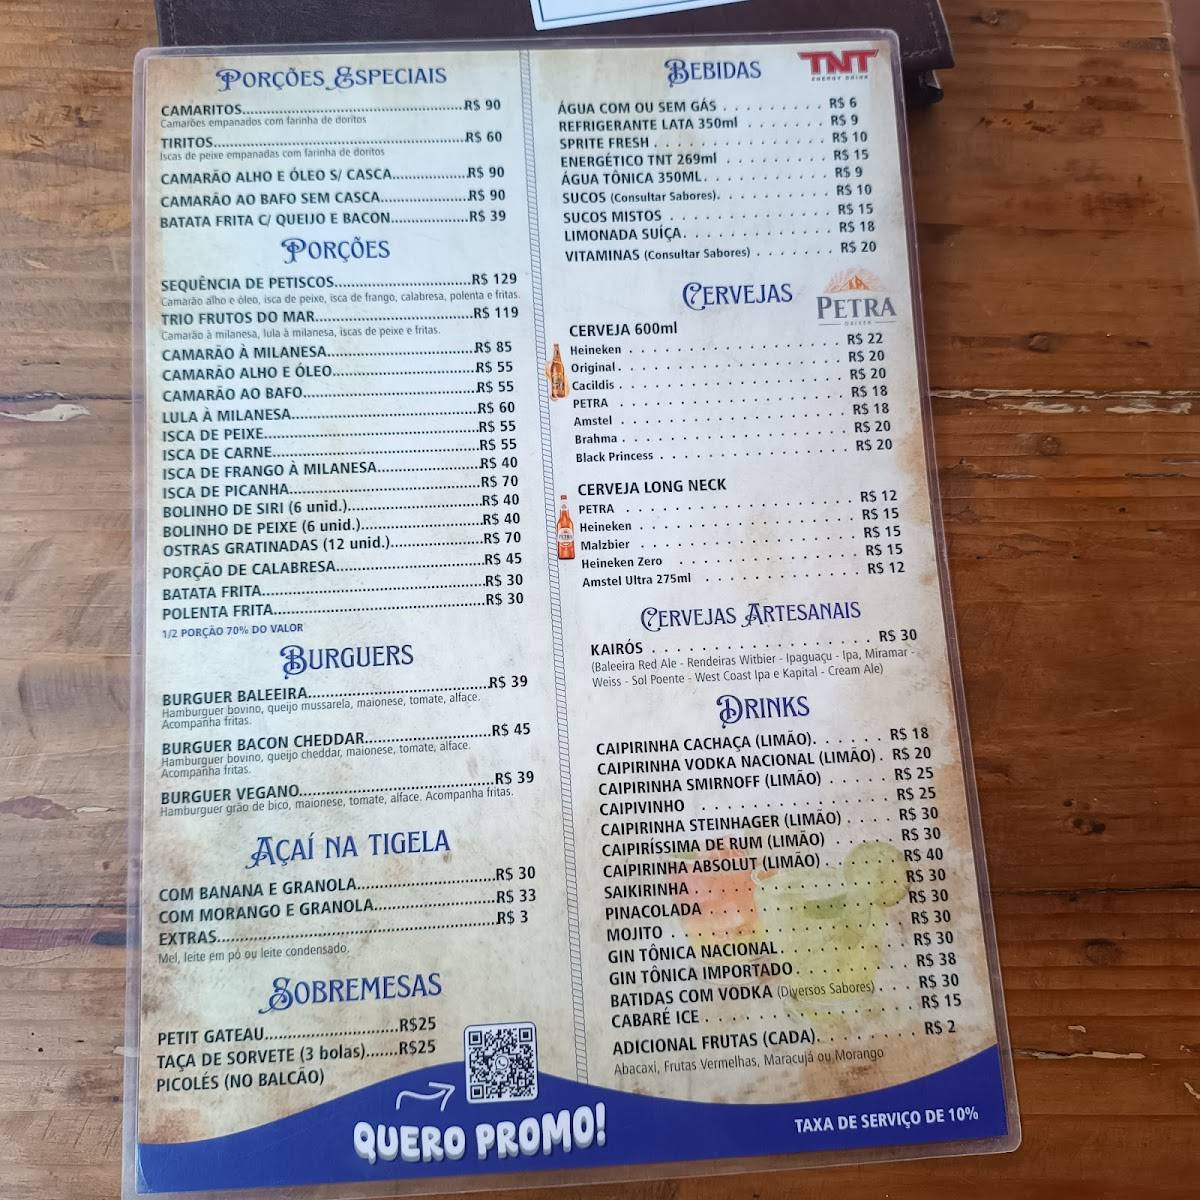 PORÇÕES ESPECIAIS
CAMARITOS......R$ 90
Camarões empanados com farinha de doritos
TIRITOS......R$ 60
Iscas de peixe empanadas com farinha de doritos
CAMARÃO ALHO E ÓLEO S/ CASCA......R$ 90
CAMARÃO AO BAFO SEM CASCA......R$ 90
BATATA FRITA C/ QUEIJO E BACON......R$ 39
PORÇÕES
SEQUÊNCIA DE PETISCOS......R$ 129
Camarão alho e óleo, isca de peixe, isca de frango, calabresa, polenta e fritas.
TRIO FRUTOS DO MAR......R$ 119
Camarão à milanesa, lula à milanesa, iscas de peixe e fritas.
CAMARÃO À MILANESA......R$ 85
CAMARÃO ALHO E ÓLEO......R$ 55
CAMARÃO AO BAFO......R$ 55
LULA À MILANESA......R$ 60
ISCA DE PEIXE......R$ 55
ISCA DE CARNE......R$ 55
ISCA DE FRANGO À MILANESA......R$ 40
ISCA DE PICANHA......R$ 70
BOLINHO DE SIRI (6 unid.)......R$ 40
BOLINHO DE PEIXE (6 unid.)......R$ 40
OSTRAS GRATINADAS (12 unid.)......R$ 70
PORÇÃO DE CALABRESA......R$ 45
BATATA FRITA......R$ 30
POLENTA FRITA......R$ 30
1/2 PORÇÃO 70% DO VALOR
BURGUERS
BURGUER BALEEIRA......R$ 39
Hamburguer bovino, queijo mussarela, maionese, tomate, alface.
Acompanha fritas.
BURGUER BACON CHEDDAR......R$ 45
Hamburguer bovino, queijo cheddar, maionese, tomate, alface.
Acompanha fritas.
BURGUER VEGANO......R$ 39
Hamburguer grão de bico, maionese, tomate, alface. Acompanha fritas.
AÇAÍ NA TIGELA
COM BANANA E GRANOLA......R$ 30
COM MORANGO E GRANOLA......R$ 33
EXTRAS......R$ 3
Mel, leite em pó ou leite condensado.
SOBREMESAS
PETIT GATEAU......R$25
TAÇA DE SORVETE (3 bolas)......R$25
PICOLÉS (NO BALCÃO)
QUERO PROMO!
BEBIDAS
TNT
ENERGY DRINK
ÁGUA COM OU SEM GÁS . . . . . R$ 6
REFRIGERANTE LATA 350ml . . . . . R$ 9
SPRITE FRESH . . . . . R$ 10
ENERGÉTICO TNT 269ml . . . . . R$ 15
ÁGUA TÔNICA 350ML . . . . . R$ 9
SUCOS (Consultar Sabores) . . . . . R$ 10
SUCOS MISTOS . . . . . R$ 15
LIMONADA SUÍÇA . . . . . R$ 18
VITAMINAS (Consultar Sabores) . . . . . R$ 20
CERVEJAS
PETRA
ORIGEM
CERVEJA 600ml
Heineken . . . . . R$ 22
Original . . . . . R$ 20
Cacildis . . . . . R$ 20
PETRA . . . . . R$ 18
Amstel . . . . . R$ 18
Brahma . . . . . R$ 20
Black Princess . . . . . R$ 20
CERVEJA LONG NECK
PETRA . . . . . R$ 12
Heineken . . . . . R$ 15
Malzbier . . . . . R$ 15
Heineken Zero . . . . . R$ 15
Amstel Ultra 275ml . . . . . R$ 12
CERVEJAS ARTESANAIS
KAIRÓS . . . . . R$ 30
(Baleeira Red Ale - Rendeiras Witbier - Ipaguaçu - Ipa, Miramar -
Weiss - Sol Poente - West Coast Ipa e Kapital - Cream Ale)
DRINKS
CAIPIRINHA CACHAÇA (LIMÃO) . . . . . R$ 18
CAIPIRINHA VODKA NACIONAL (LIMÃO) . R$ 20
CAIPIRINHA SMIRNOFF (LIMÃO) . . . . . R$ 25
CAIPIVINHO . . . . . R$ 25
CAIPIRINHA STEINHAGER (LIMÃO) . . . . R$ 30
CAIPIRÍSSIMA DE RUM (LIMÃO) . . . . . R$ 30
CAIPIRINHA ABSOLUT (LIMÃO) . . . . . R$ 40
SAIKIRINHA . . . . . R$ 30
PINACOLADA . . . . . R$ 30
MOJITO . . . . . R$ 30
GIN TÔNICA NACIONAL . . . . . R$ 30
GIN TÔNICA IMPORTADO . . . . . R$ 38
BATIDAS COM VODKA (Diversos Sabores) . . . R$ 30
CABARÉ ICE . . . . . R$ 15
ADICIONAL FRUTAS (CADA) . . . . . R$ 2
Abacaxi, Frutas Vermelhas, Maracujá ou Morango
TAXA DE SERVIÇO DE 10%